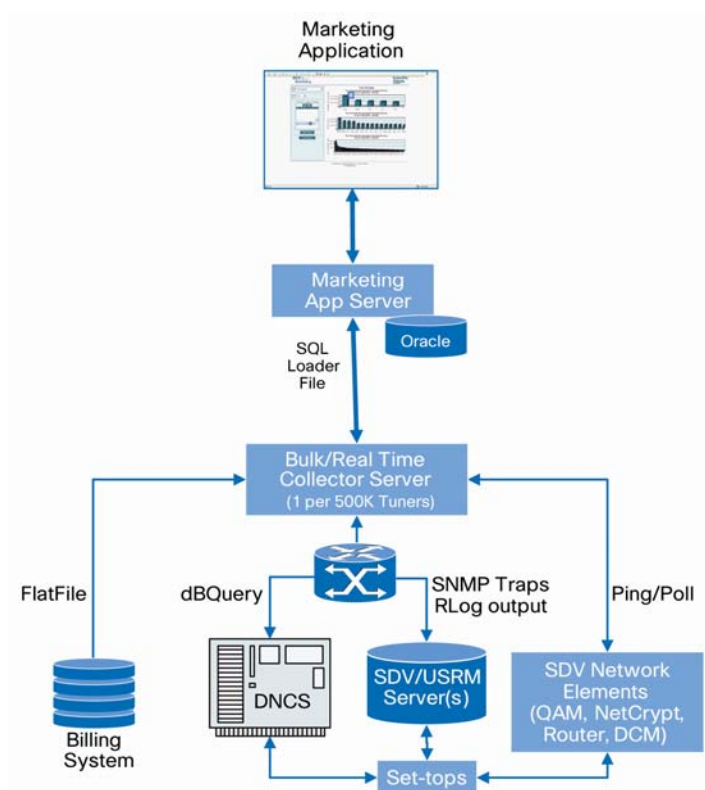 Marketing
Application
Marketing
App Server
Oracle
SQL
Loader
File
Bulk/Real Time
Collector Server
(1 per 500K Tuners)
FlatFile
dBQuery
SNMP Traps
RLog output
Ping/Poll
Billing
System
DNCS
SDV/USRM
Server(s)
SDV Network
Elements
(QAM, NetCrypt,
Router, DCM)
Set-tops